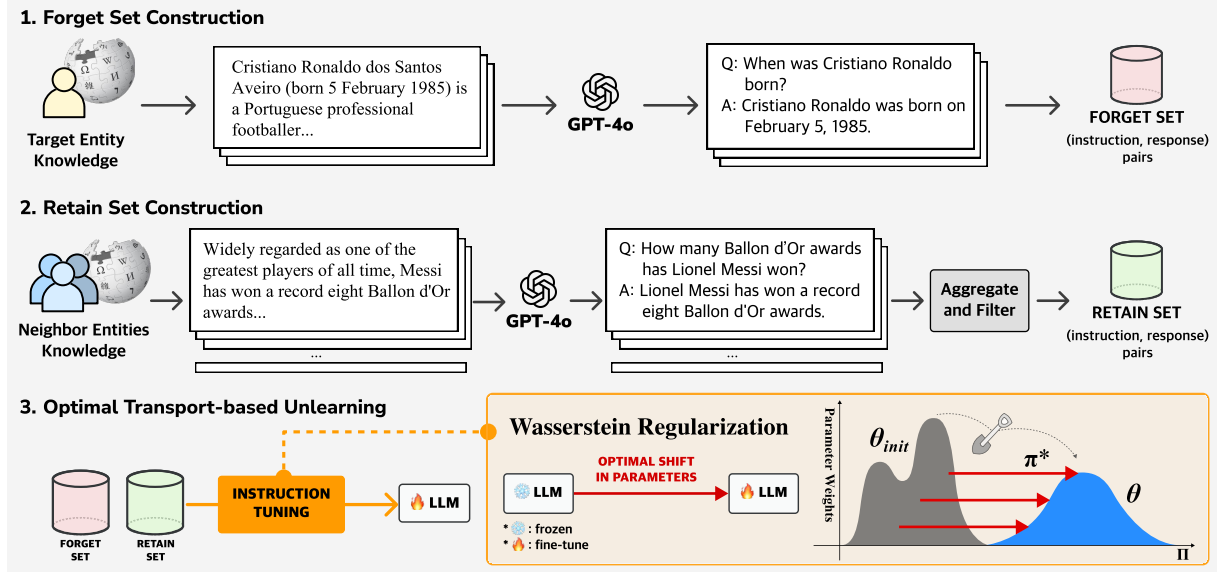 1. Forget Set Construction
Target Entity
Knowledge
Cristiano Ronaldo dos Santos
Aveiro (born 5 February 1985) is
a Portuguese professional
footballer...
GPT-4o
Q: When was Cristiano Ronaldo
born?
A: Cristiano Ronaldo was born on
February 5, 1985.
FORGET SET
(instruction, response)
pairs
2. Retain Set Construction
Neighbor Entities
Knowledge
Widely regarded as one of the
greatest players of all time, Messi
has won a record eight Ballon d'Or
awards...
...
GPT-4o
Q: How many Ballon d’Or awards
has Lionel Messi won?
A: Lionel Messi has won a record
eight Ballon d'Or awards.
...
Aggregate
and Filter
RETAIN SET
(instruction, response)
pairs
3. Optimal Transport-based Unlearning
FORGET
SET
RETAIN
SET
INSTRUCTION
TUNING
LLM
Wasserstein Regularization
LLM
OPTIMAL SHIFT
IN PARAMETERS
LLM
* : frozen
* : fine-tune
Parameter Weights
θinit
π*
θ
Π